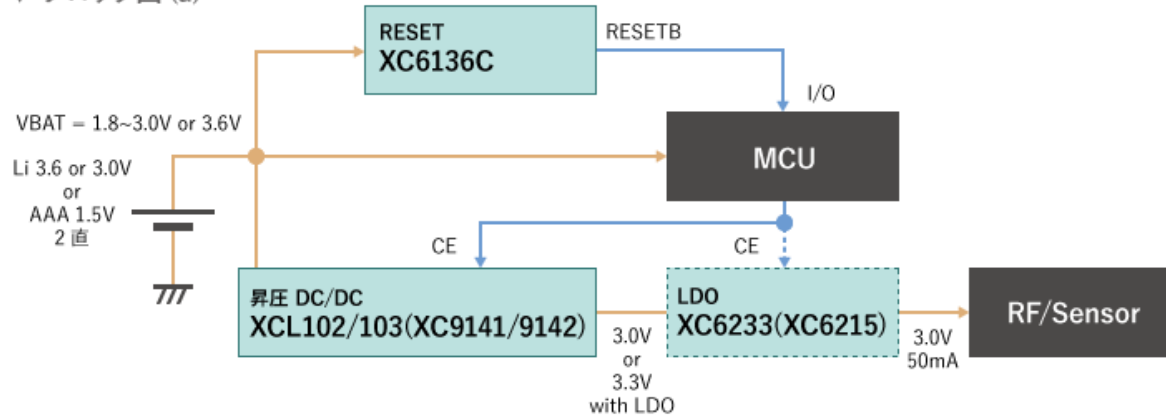 RESET
XC6136C
RESETB
I/O
VBAT = 1.8~3.0V or 3.6V
MCU
Li 3.6 or 3.0V
or
AAA 1.5V
2 直
CE
CE
昇圧 DC/DC
XCL102/103(XC9141/9142)
LDO
XC6233(XC6215)
RF/Sensor
3.0V
or
3.3V
with LDO
3.0V
50mA